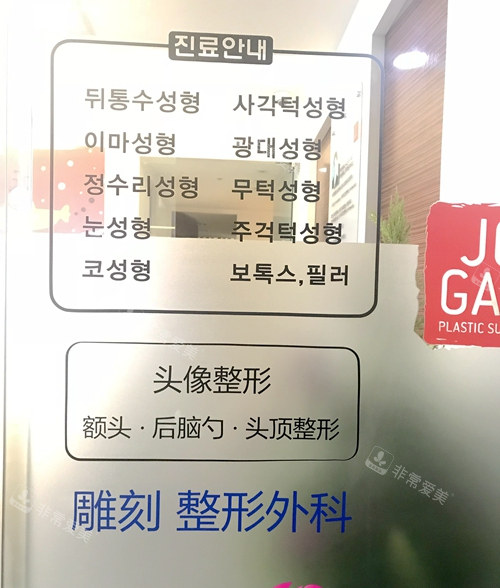 진료안내
뒤통수성형 사각턱성형
이마성형 광대성형
정수리성형 무턱성형
눈성형 주걱턱성형
코성형 보톡스,필러
头像整形
额头·后脑勺·头顶整形
雕刻 整形外科
PLASTIC
非常爱美